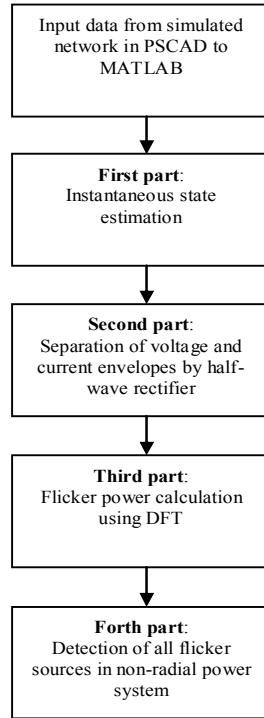 Input data from simulated
network in PSCAD to
MATLAB
First part:
Instantaneous state
estimation
Second part:
Separation of voltage and
current envelopes by half-
wave rectifier
Third part:
Flicker power calculation
using DFT
Forth part:
Detection of all flicker
sources in non-radial power
system